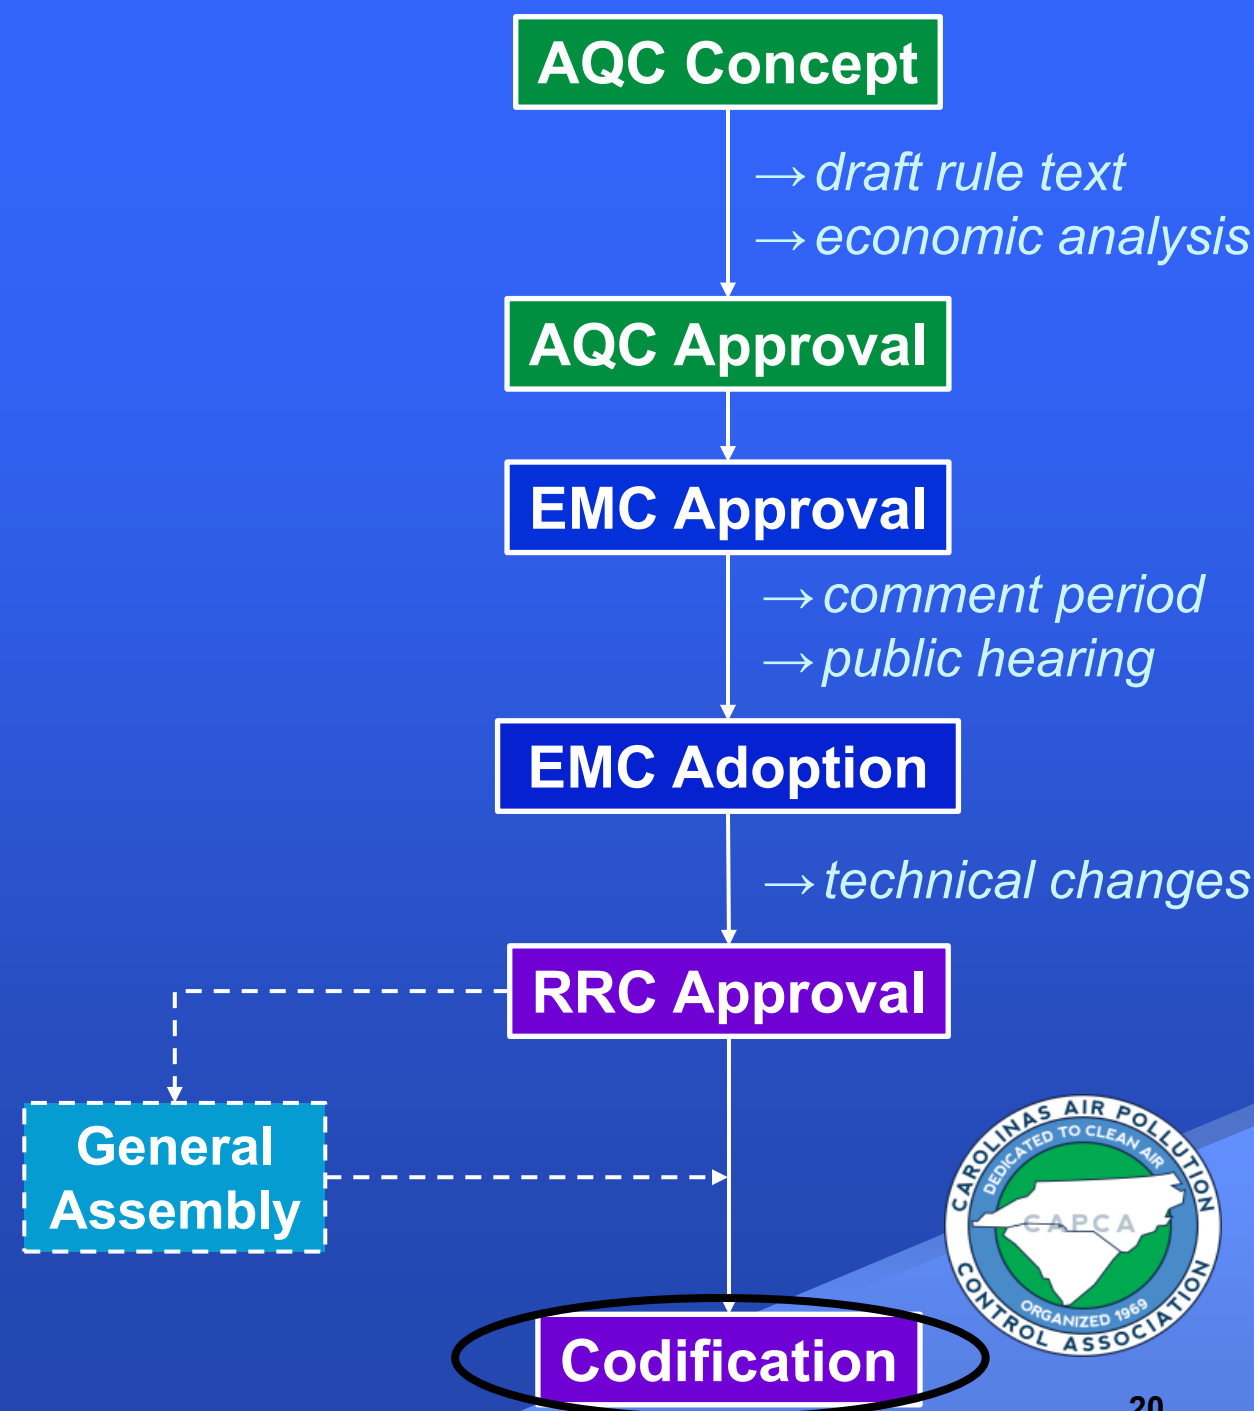 AQC Concept
→ draft rule text
→ economic analysis
AQC Approval
EMC Approval
→ comment period
→ public hearing
EMC Adoption
→ technical changes
RRC Approval
General
Assembly
CAROLINAS AIR POLLUTION
DEDICATED TO CLEAN AIR
CAPCA
ORGANIZED 1969
CONTROL ASSOCIATION
Codification
20